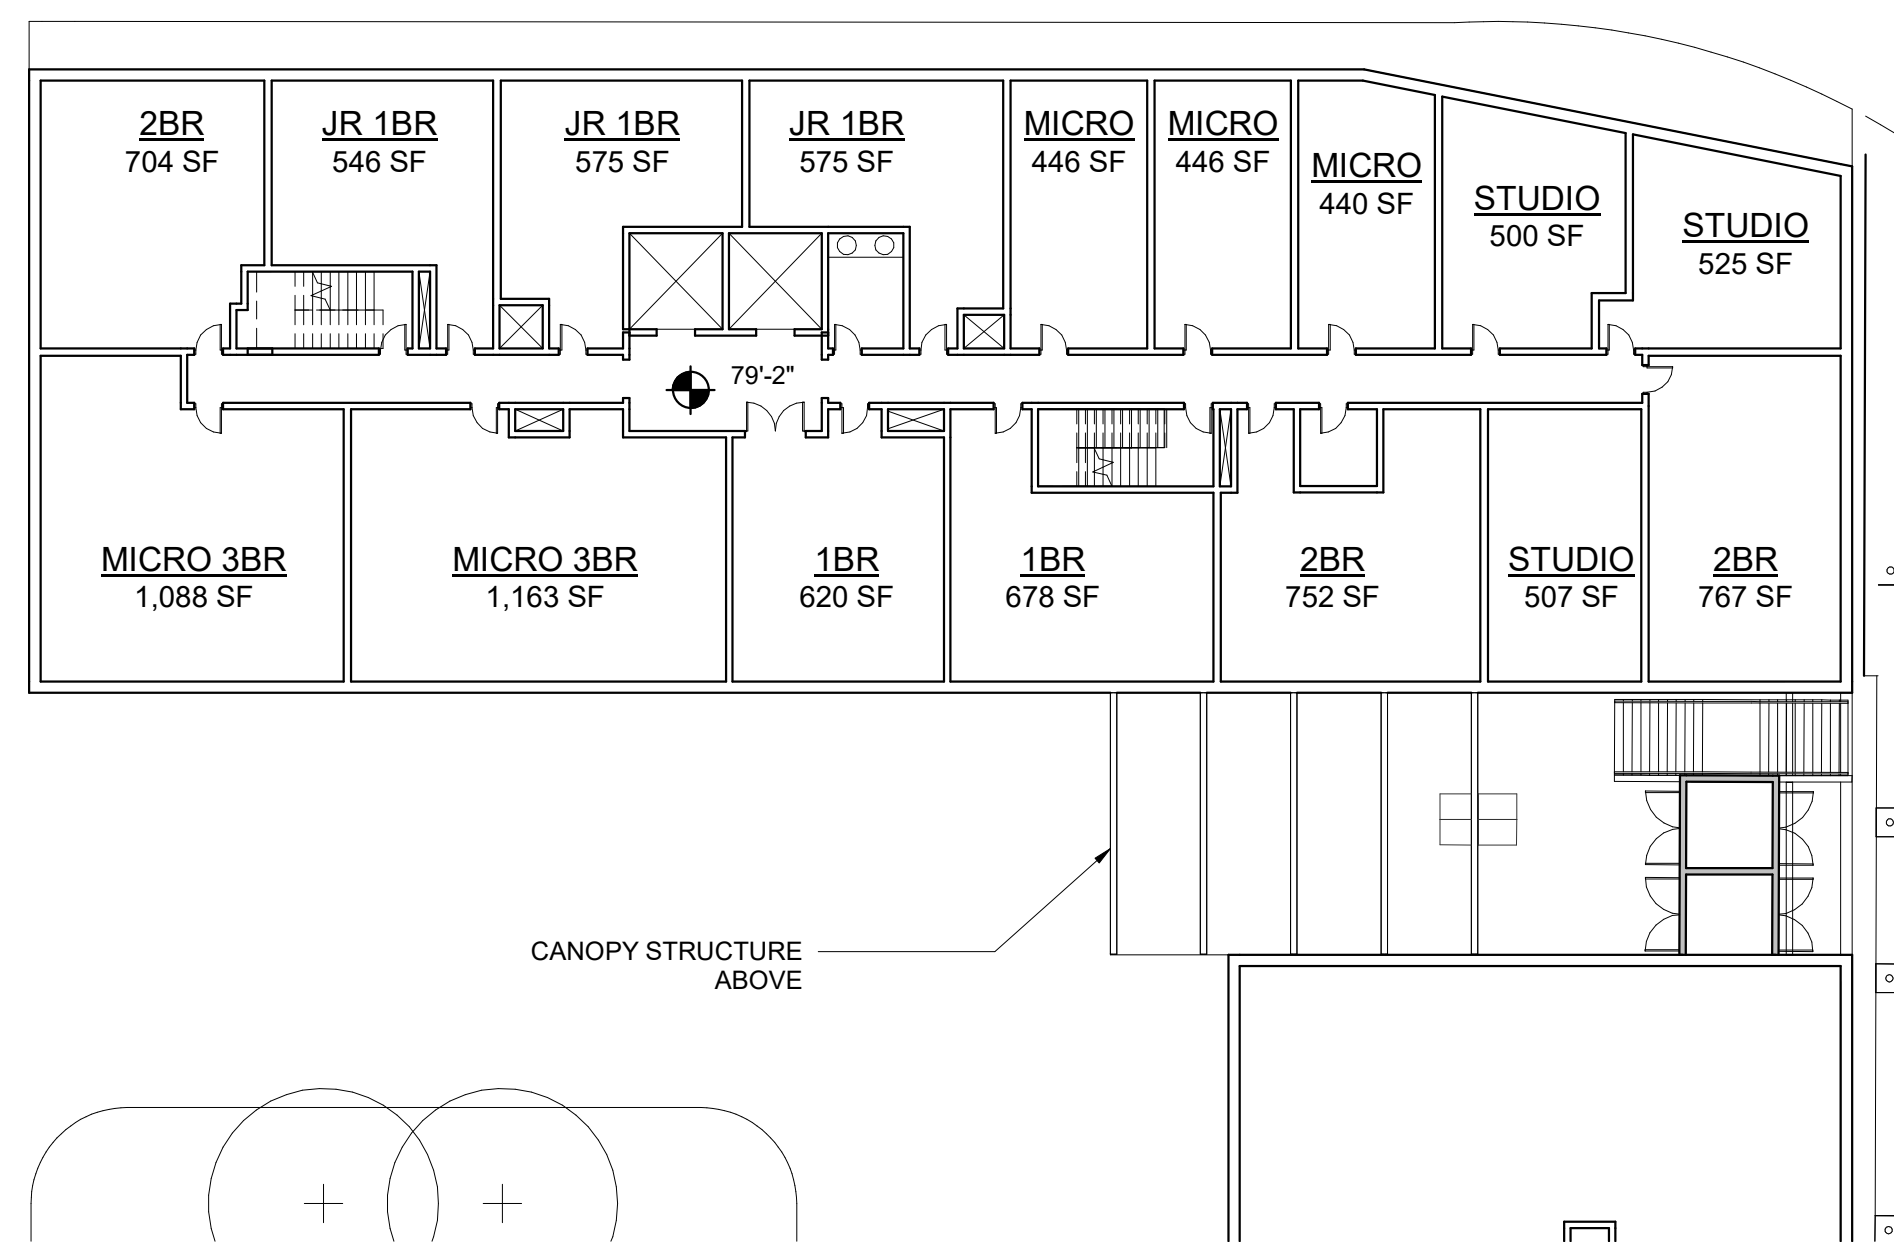 2BR
704 SF
JR 1BR
546 SF
JR 1BR
575 SF
JR 1BR
575 SF
MICRO
446 SF
MICRO
446 SF
MICRO
440 SF
STUDIO
500 SF
STUDIO
525 SF
79'-2"
MICRO 3BR
1,088 SF
MICRO 3BR
1,163 SF
1BR
620 SF
1BR
678 SF
2BR
752 SF
STUDIO
507 SF
2BR
767 SF
CANOPY STRUCTURE
ABOVE